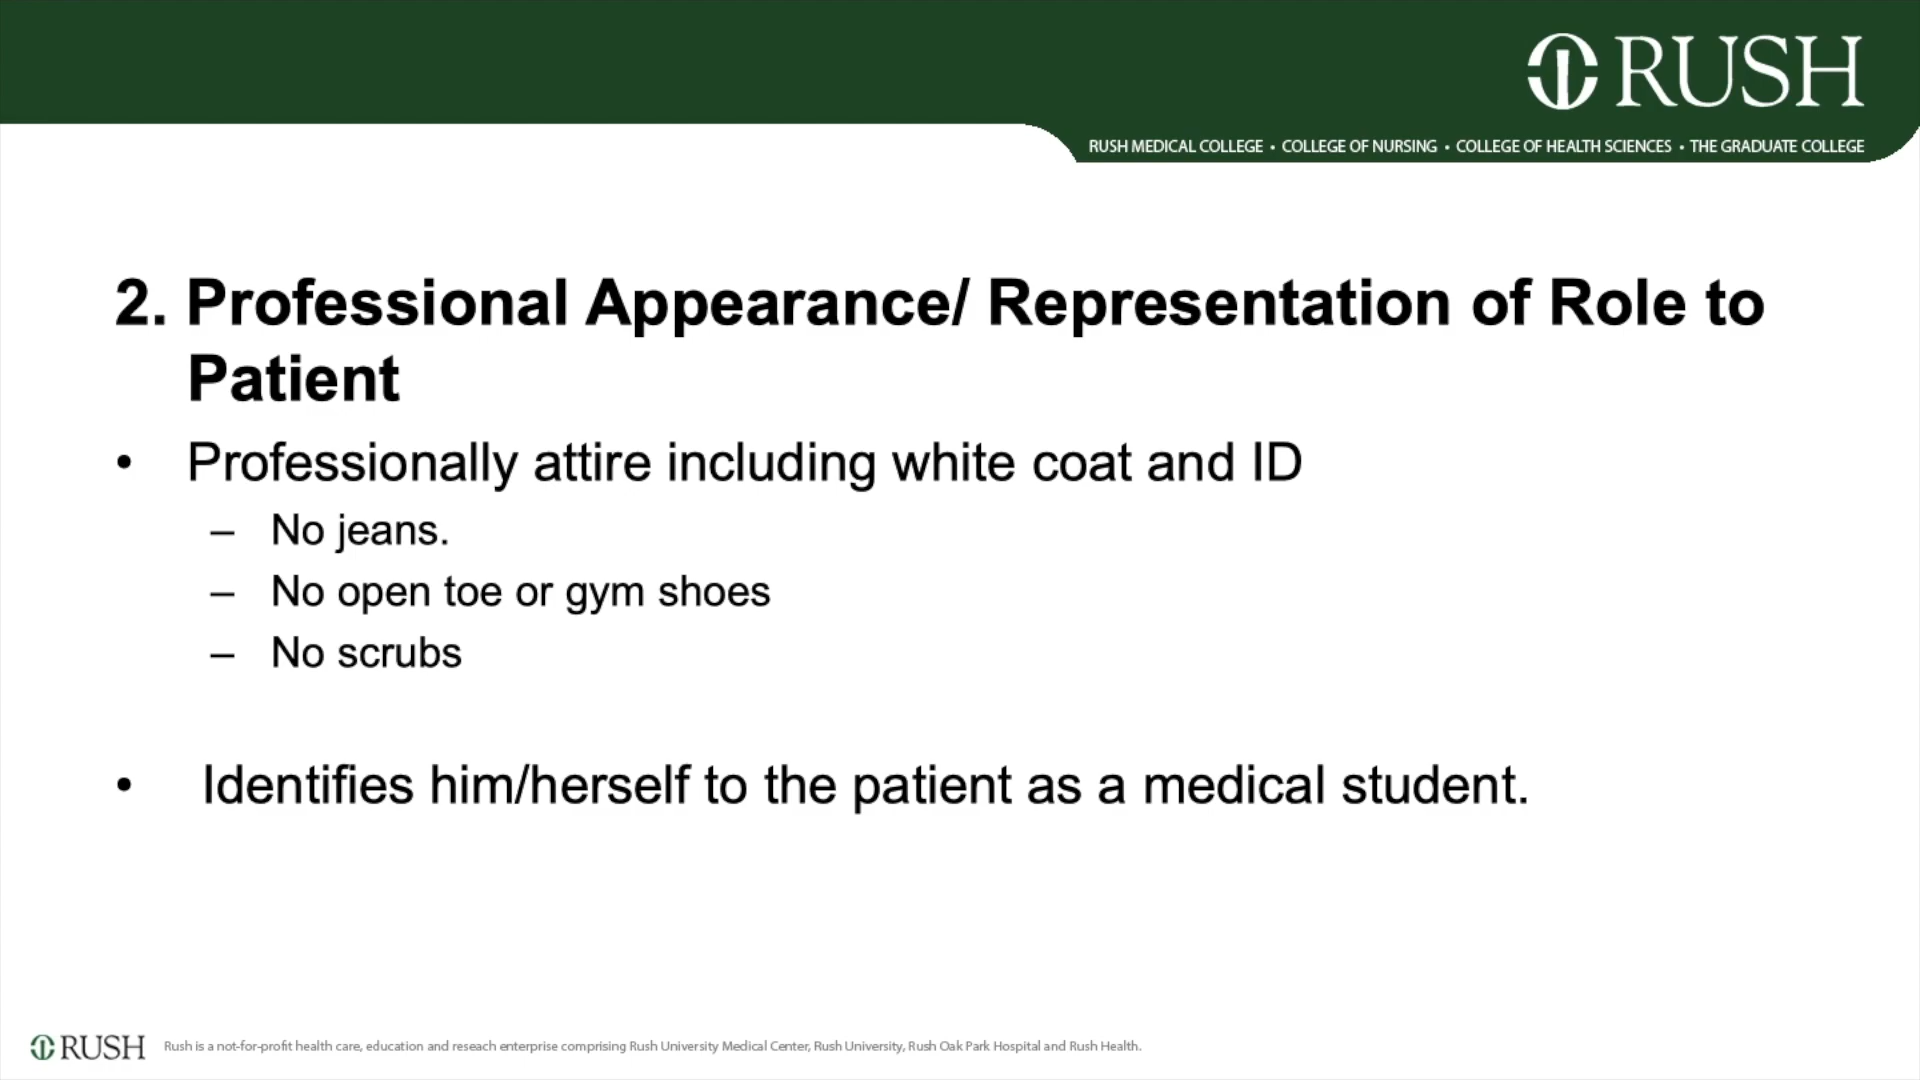 RUSH
RUSH MEDICAL COLLEGE • COLLEGE OF NURSING • COLLEGE OF HEALTH SCIENCES • THE GRADUATE COLLEGE
2. Professional Appearance/ Representation of Role to
Patient
• Professionally attire including white coat and ID
– No jeans.
– No open toe or gym shoes
– No scrubs
• Identifies him/herself to the patient as a medical student.
RUSH Rush is a not-for-profit health care, education and reseach enterprise comprising Rush University Medical Center, Rush University, Rush Oak Park Hospital and Rush Health.